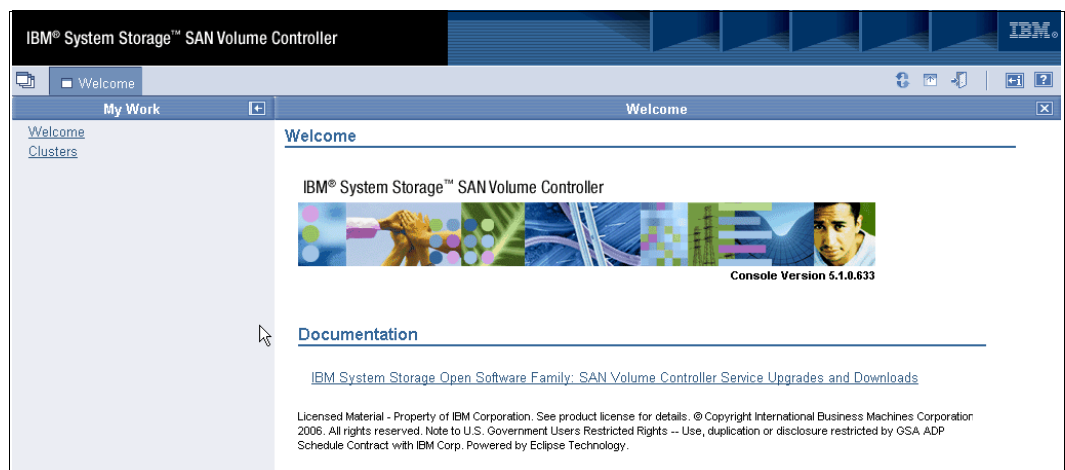 IBM® System Storage™ SAN Volume Controller
IBM®
Welcome
My Work
Welcome
Welcome
Clusters
Welcome
IBM® System Storage™ SAN Volume Controller
Console Version 5.1.0.633
Documentation
IBM System Storage Open Software Family: SAN Volume Controller Service Upgrades and Downloads
Licensed Material - Property of IBM Corporation. See product license for details. © Copyright International Business Machines Corporation
2006. All rights reserved. Note to U.S. Government Users Restricted Rights -- Use, duplication or disclosure restricted by GSA ADP
Schedule Contract with IBM Corp. Powered by Eclipse Technology.